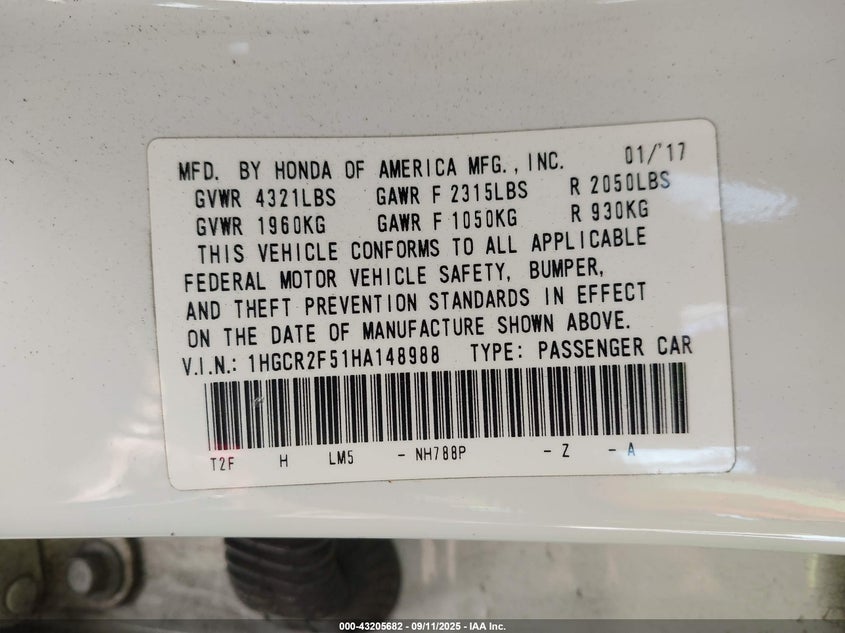 MFD. BY HONDA OF AMERICA MFG., INC. 01/'17
GVWR 4321LBS GAWR F 2315LBS R 2050LBS
GVWR 1960KG GAWR F 1050KG R 930KG
THIS VEHICLE CONFORMS TO ALL APPLICABLE
FEDERAL MOTOR VEHICLE SAFETY, BUMPER,
AND THEFT PREVENTION STANDARDS IN EFFECT
ON THE DATE OF MANUFACTURE SHOWN ABOVE.
V.I.N.: 1HGCR2F51HA148988 TYPE: PASSENGER CAR
T2F H LM5 - NH788P - Z - A
000-43205682 - 09/11/2025 - IAA Inc.